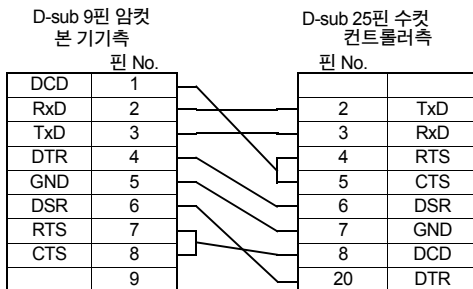 D-sub 9핀 암컷 D-sub 25핀 수컷
본 기기측 컨트롤러측
핀 No. 핀 No.
DCD 1
RxD 2 2 TxD
TxD 3 3 RxD
DTR 4 4 RTS
GND 5 5 CTS
DSR 6 6 DSR
RTS 7 7 GND
CTS 8 8 DCD
9 20 DTR